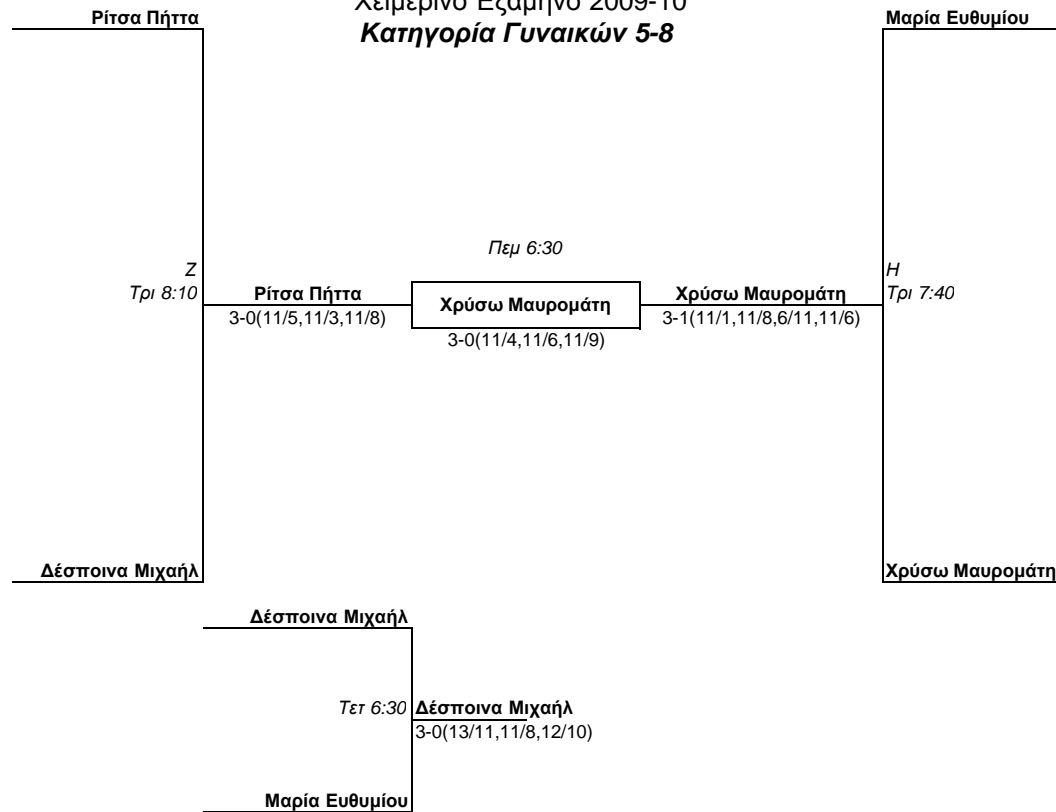 Χειμερινό Εξάμηνο 2009-10
Κατηγορία Γυναικών 5-8
Ρίτσα Πήττα
Μαρία Ευθυμίου
Πεμ 6:30
Ζ
Τρι 8:10
Η
Τρι 7:40
Ρίτσα Πήττα
3-0(11/5,11/3,11/8)
Χρύσω Μαυρομάτη
3-0(11/4,11/6,11/9)
Χρύσω Μαυρομάτη
3-1(11/1,11/8,6/11,11/6)
Δέσποινα Μιχαήλ
Χρύσω Μαυρομάτη
Δέσποινα Μιχαήλ
Τετ 6:30
Δέσποινα Μιχαήλ
3-0(13/11,11/8,12/10)
Μαρία Ευθυμίου